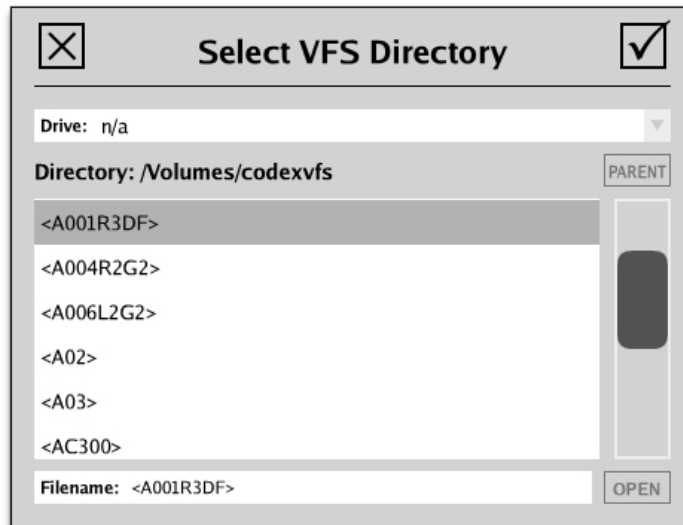 Select VFS Directory
Drive: n/a
Directory: /Volumes/codexvfs
PARENT
<A001R3DF>
<A004R2G2>
<A006L2G2>
<A02>
<A03>
<AC300>
Filename: <A001R3DF>
OPEN